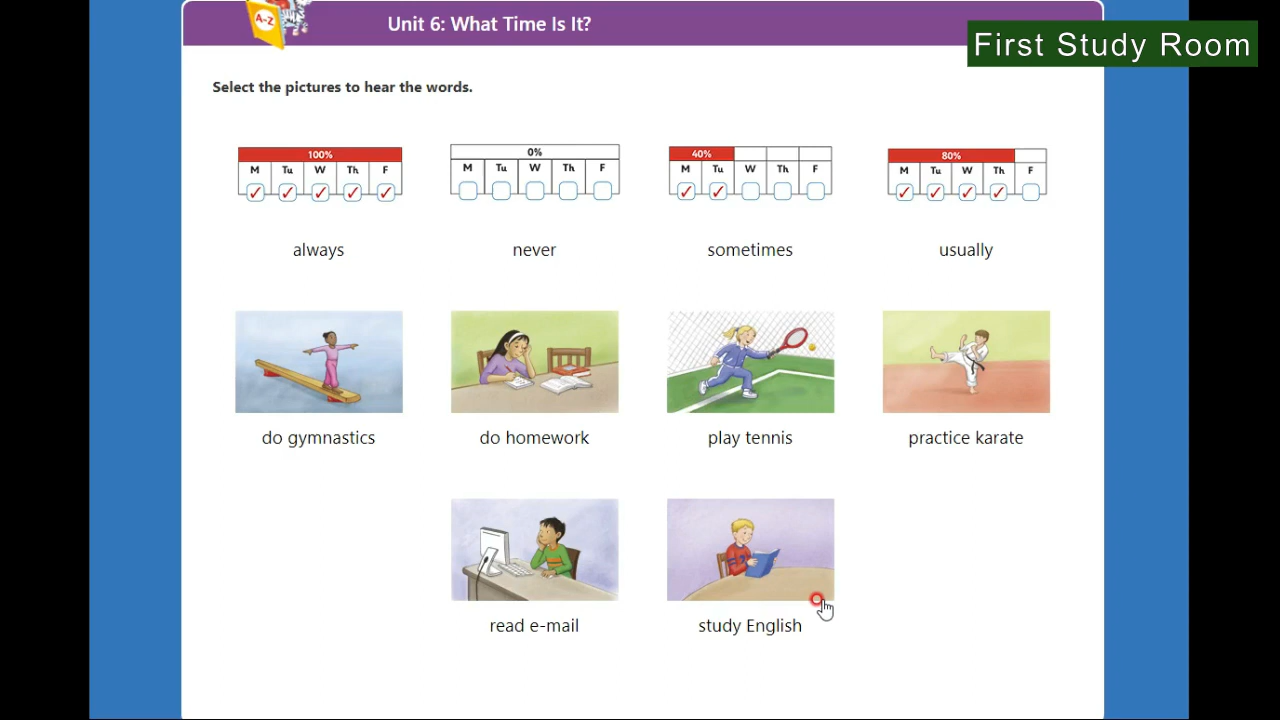 A-Z
Unit 6: What Time Is It?
First Study Room
Select the pictures to hear the words.
100%
M Tu W Th F
0%
M Tu W Th F
40%
M Tu W Th F
80%
M Tu W Th F
always never sometimes usually
do gymnastics do homework play tennis practice karate
read e-mail study English